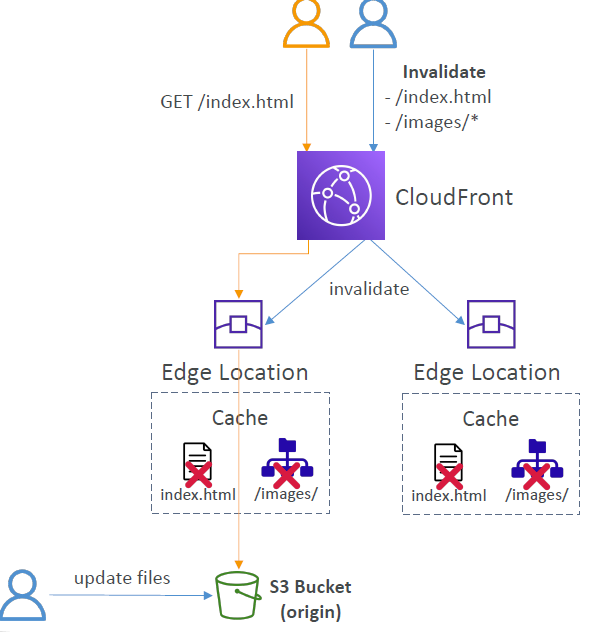 Invalidate
GET /index.html
- /index.html
- /images/*
CloudFront
invalidate
Edge Location
Edge Location
Cache
Cache
index.html
/images/
index.html
/images/
update files
S3 Bucket
(origin)